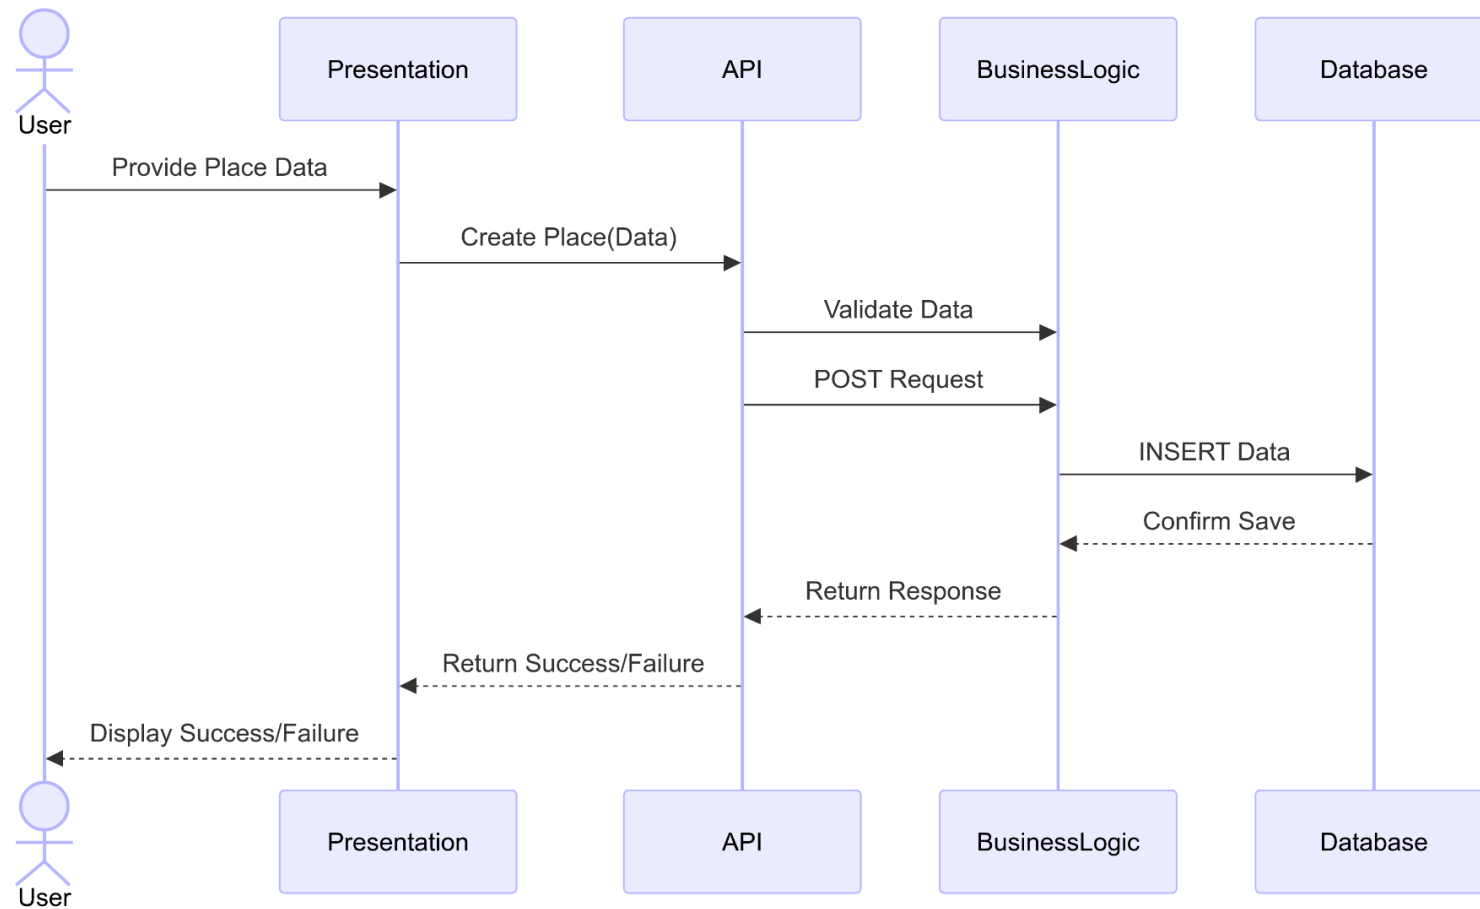 User
Presentation
API
BusinessLogic
Database
Provide Place Data
Create Place(Data)
Validate Data
POST Request
INSERT Data
Confirm Save
Return Response
Return Success/Failure
Display Success/Failure
User
Presentation
API
BusinessLogic
Database